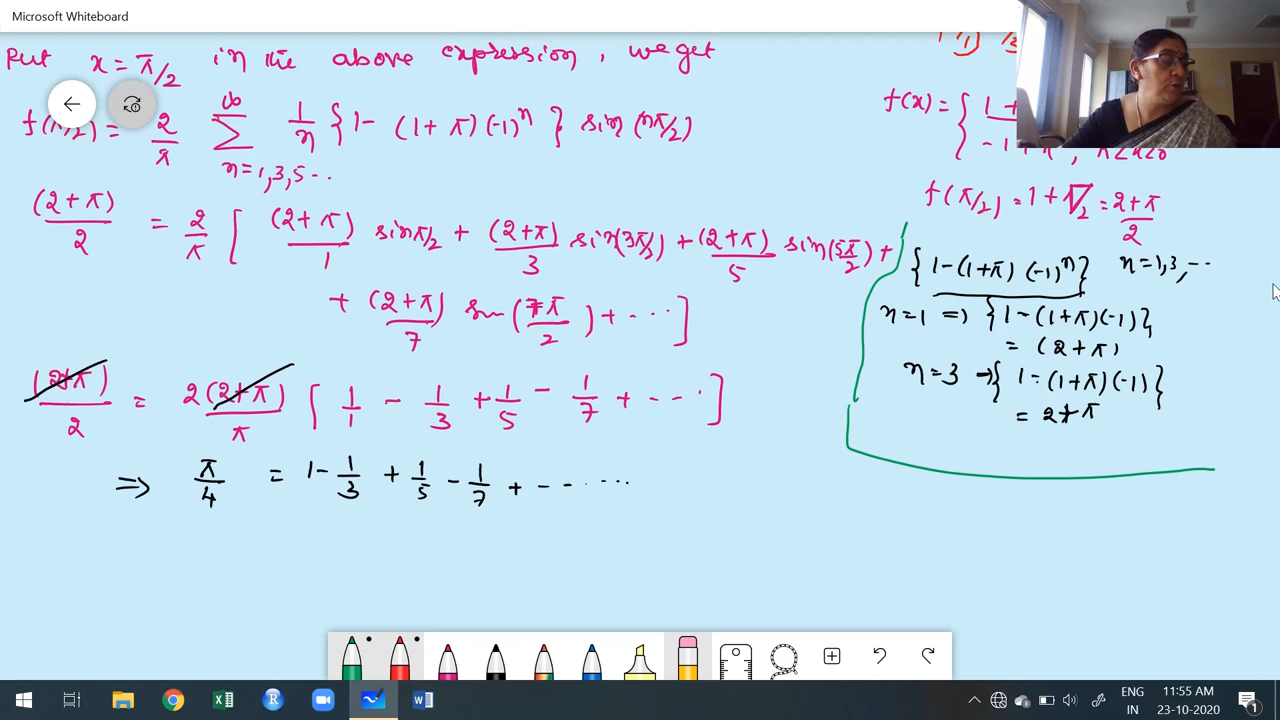 Microsoft Whiteboard
Put x = π/2 in the above expression, we get
f(π/2) = 2/π ∑ n=1,3,5.. ∞ 1/n { 1- (1+π)(-1)^n } sin(nπ/2)
(2+π)/2 = 2/π [ (2+π)/1 sinπ/2 + (2+π)/3 sin(3π/2) + (2+π)/5 sin(5π/2) +
+ (2+π)/7 sin(7π/2) + ....]
(2+π)/2 = 2(2+π)/π [ 1/1 - 1/3 + 1/5 - 1/7 + ---.]
=> π/4 = 1 - 1/3 + 1/5 - 1/7 + -- ....
f(x) = { 1+
f(π/2) = 1+π/2 = 2+π/2
{ 1-(1+π)(-1)^n } n=1,3,...
n=1 => { 1-(1+π)(-1) }
= (2+π)
n=3 → { 1-(1+π)(-1) }
= 2+π
ENG
IN
11:55 AM
23-10-2020
1